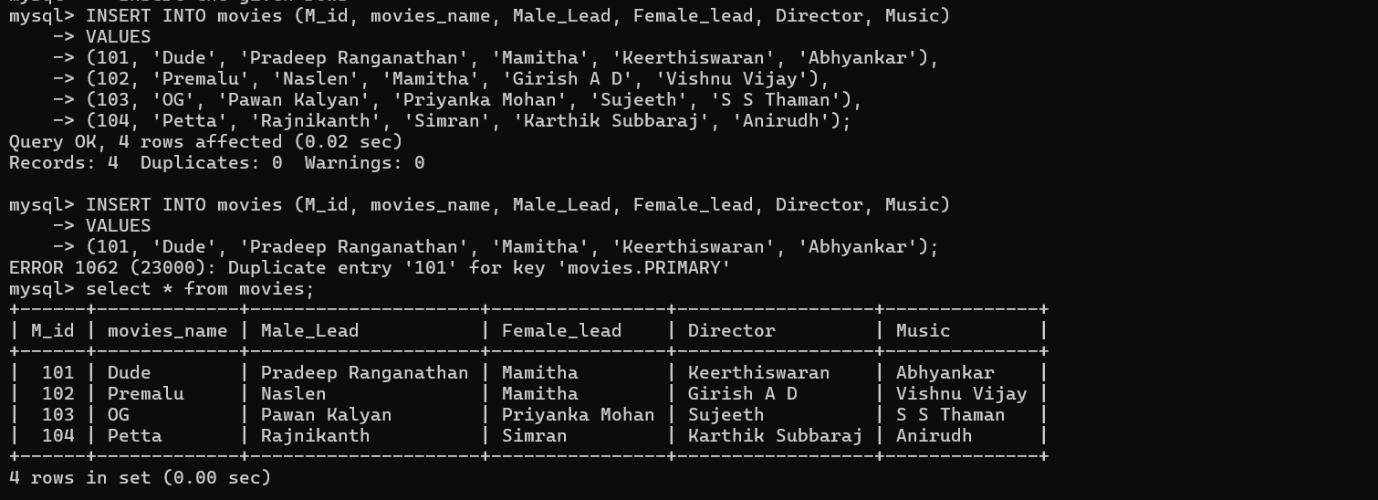 mysql> INSERT INTO movies (M_id, movies_name, Male_Lead, Female_lead, Director, Music)
    -> VALUES
    -> (101, 'Dude', 'Pradeep Ranganathan', 'Mamitha', 'Keerthiswaran', 'Abhyankar'),
    -> (102, 'Premalu', 'Naslen', 'Mamitha', 'Girish A D', 'Vishnu Vijay'),
    -> (103, 'OG', 'Pawan Kalyan', 'Priyanka Mohan', 'Sujeeth', 'S S Thaman'),
    -> (104, 'Petta', 'Rajnikanth', 'Simran', 'Karthik Subbaraj', 'Anirudh');
Query OK, 4 rows affected (0.02 sec)
Records: 4  Duplicates: 0  Warnings: 0

mysql> INSERT INTO movies (M_id, movies_name, Male_Lead, Female_lead, Director, Music)
    -> VALUES
    -> (101, 'Dude', 'Pradeep Ranganathan', 'Mamitha', 'Keerthiswaran', 'Abhyankar');
ERROR 1062 (23000): Duplicate entry '101' for key 'movies.PRIMARY'
mysql> select * from movies;
+------+-------------+---------------------+----------------+------------------+--------------+
| M_id | movies_name | Male_Lead           | Female_lead    | Director         | Music        |
+------+-------------+---------------------+----------------+------------------+--------------+
|  101 | Dude        | Pradeep Ranganathan | Mamitha        | Keerthiswaran    | Abhyankar    |
|  102 | Premalu     | Naslen              | Mamitha        | Girish A D       | Vishnu Vijay |
|  103 | OG          | Pawan Kalyan        | Priyanka Mohan | Sujeeth          | S S Thaman   |
|  104 | Petta       | Rajnikanth          | Simran         | Karthik Subbaraj | Anirudh      |
+------+-------------+---------------------+----------------+------------------+--------------+
4 rows in set (0.00 sec)